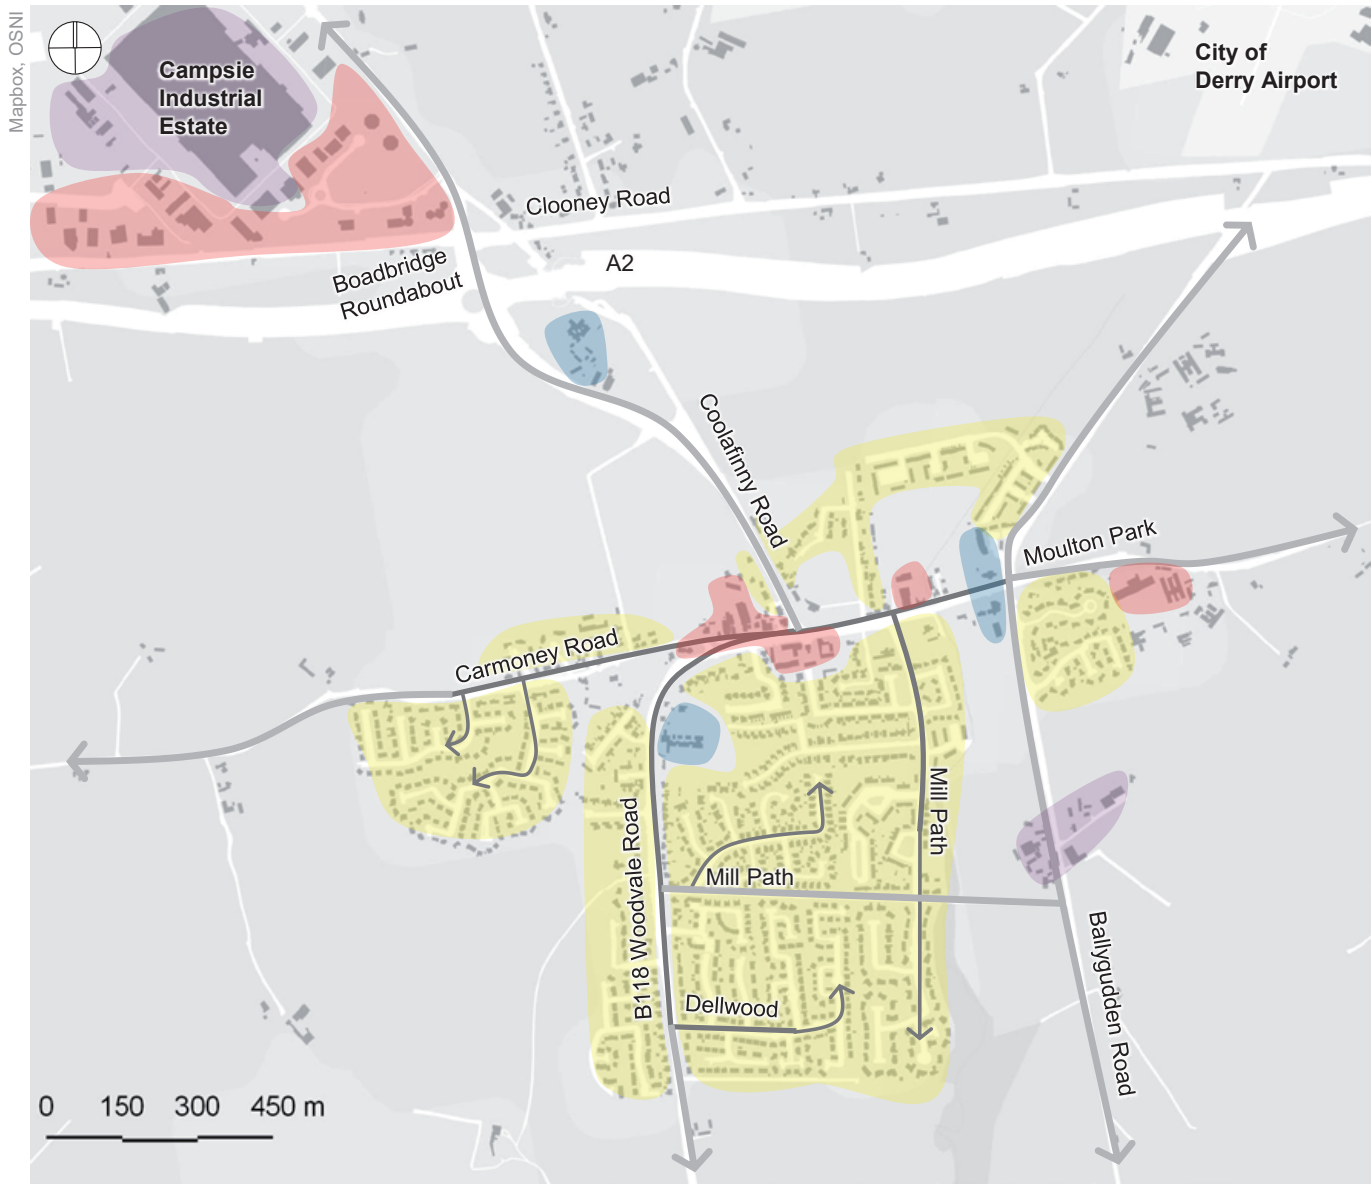 Mapbox, OSNI
Campsie
Industrial
Estate
City of
Derry Airport
Clooney Road
A2
Boadbridge
Roundabout
Coolafinny Road
Moulton Park
Carmoney Road
Mill Path
B118 Woodvale Road
Mill Path
Ballygudden Road
Dellwood
0 150 300 450 m